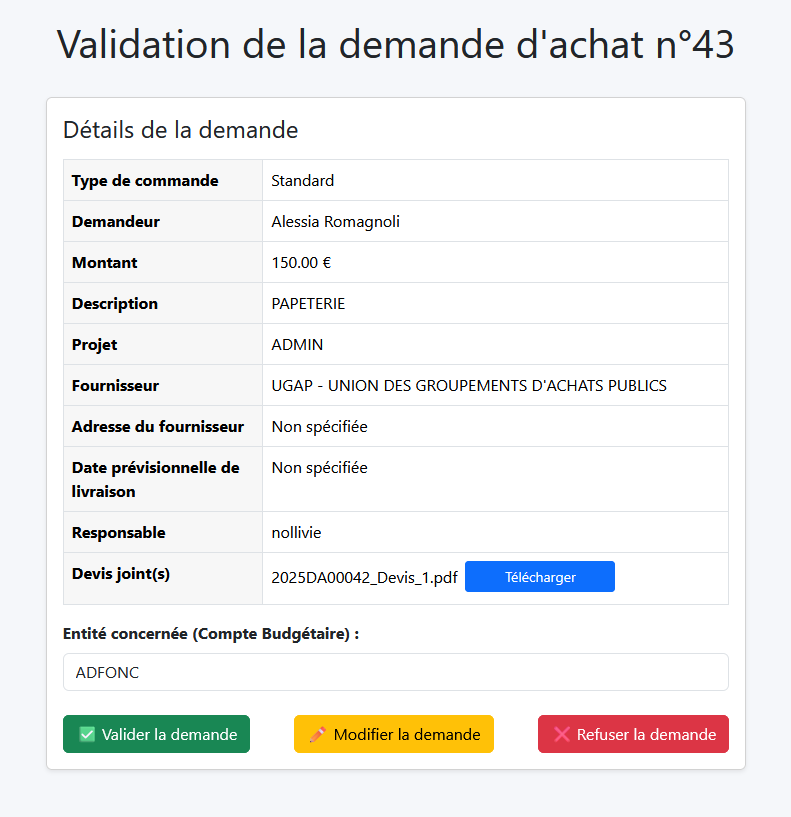 Validation de la demande d'achat n°43
Détails de la demande
Type de commande Standard
Demandeur Alessia Romagnoli
Montant 150.00 €
Description PAPETERIE
Projet ADMIN
Fournisseur UGAP - UNION DES GROUPEMENTS D'ACHATS PUBLICS
Adresse du fournisseur Non spécifiée
Date prévisionnelle de livraison Non spécifiée
Responsable nollivie
Devis joint(s) 2025DA00042_Devis_1.pdf Télécharger
Entité concernée (Compte Budgétaire) :
ADFONC
✅ Valider la demande ✏️ Modifier la demande ❌ Refuser la demande